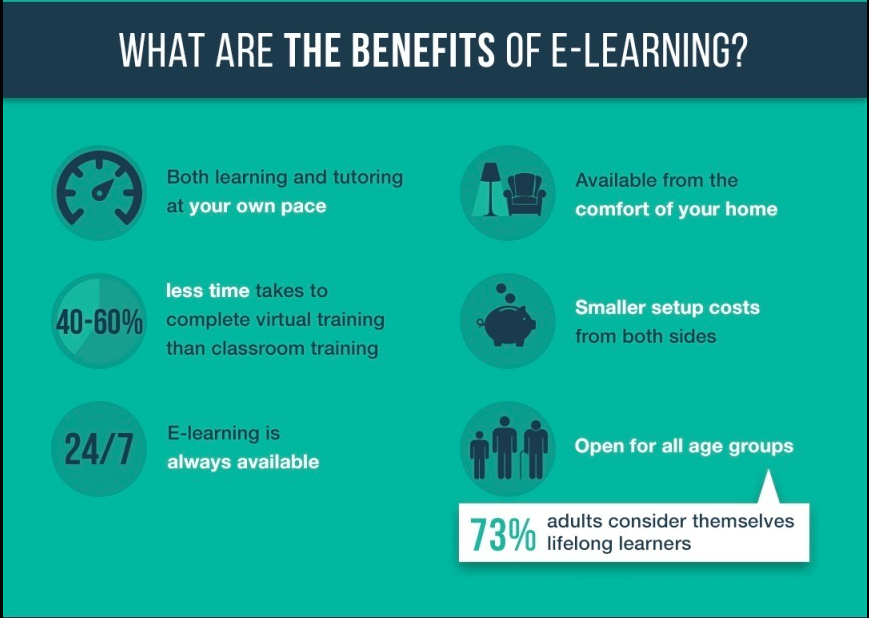 WHAT ARE THE BENEFITS OF E-LEARNING?
Both learning and tutoring
at your own pace
40-60%
less time takes to
complete virtual training
than classroom training
24/7
E-learning is
always available
Available from the
comfort of your home
Smaller setup costs
from both sides
Open for all age groups
73%
adults consider themselves
lifelong learners